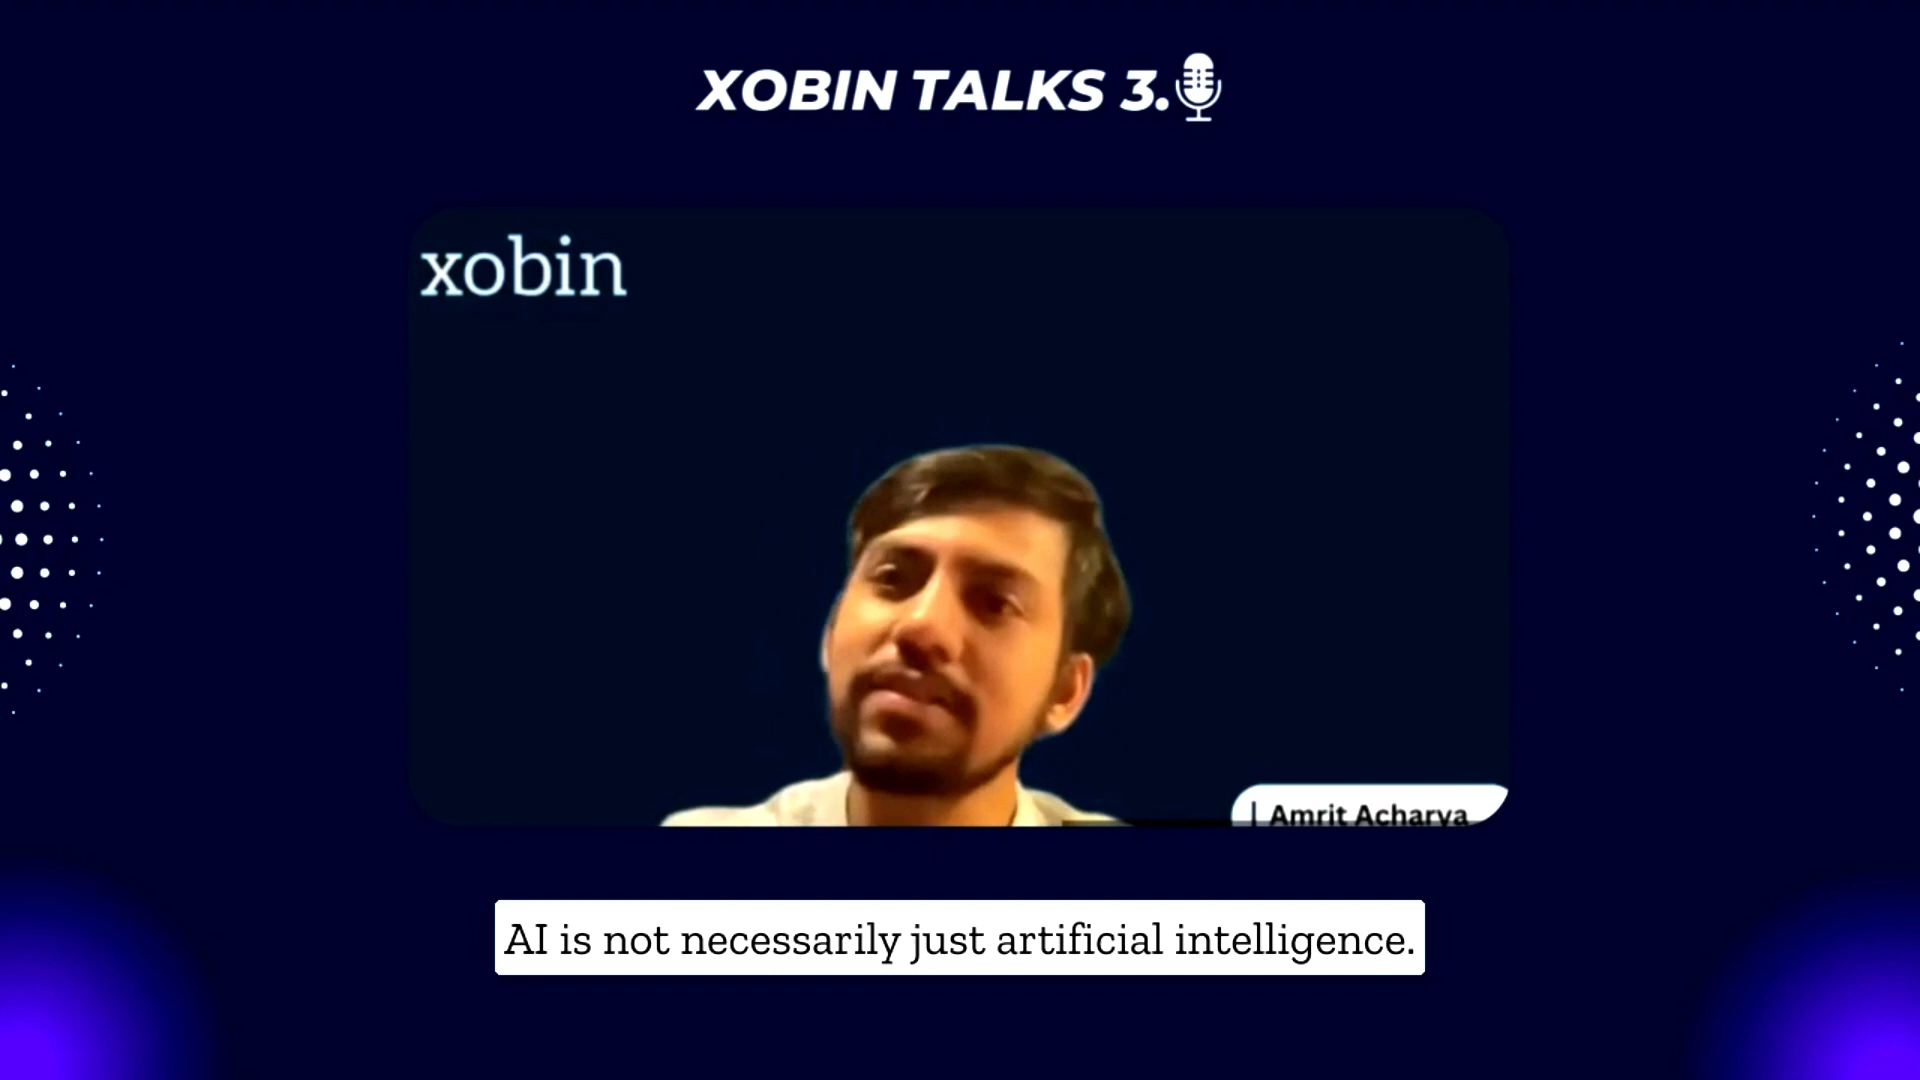 XOBIN TALKS 3.
xobin
| Amrit Acharya
AI is not necessarily just artificial intelligence.